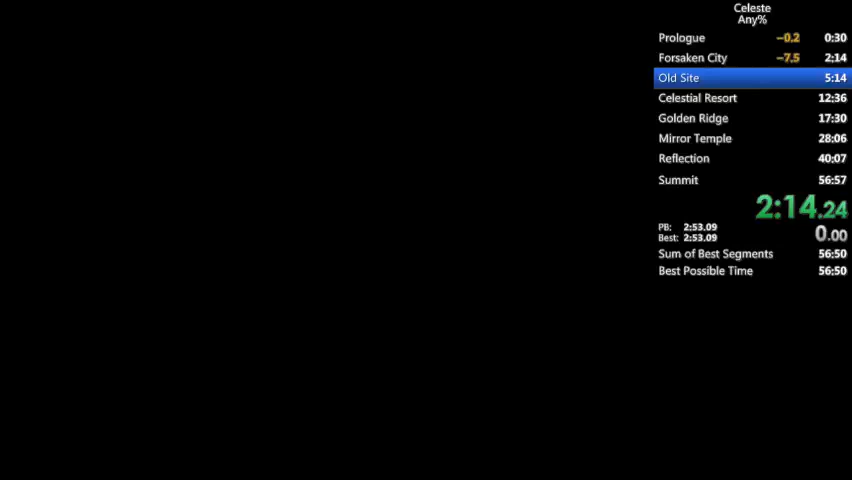 Celeste
Any%
Prologue −0.2 0:30
Forsaken City −7.5 2:14
Old Site 5:14
Celestial Resort 12:36
Golden Ridge 17:30
Mirror Temple 28:06
Reflection 40:07
Summit 56:57
2:14.24
PB: 2:53.09
Best: 2:53.09
0.00
Sum of Best Segments 56:50
Best Possible Time 56:50